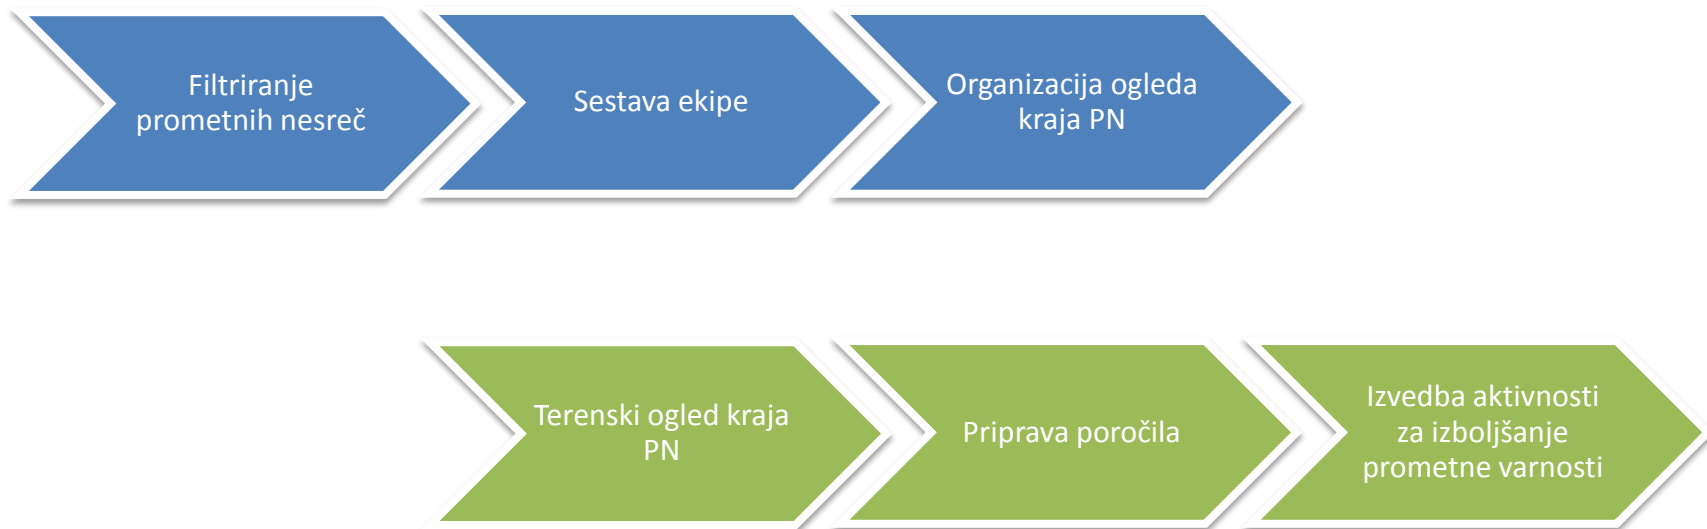 Filtriranje
prometnih nesreč
Sestava ekipe
Organizacija ogleda
kraja PN
Terenski ogled kraja
PN
Priprava poročila
Izvedba aktivnosti
za izboljšanje
prometne varnosti